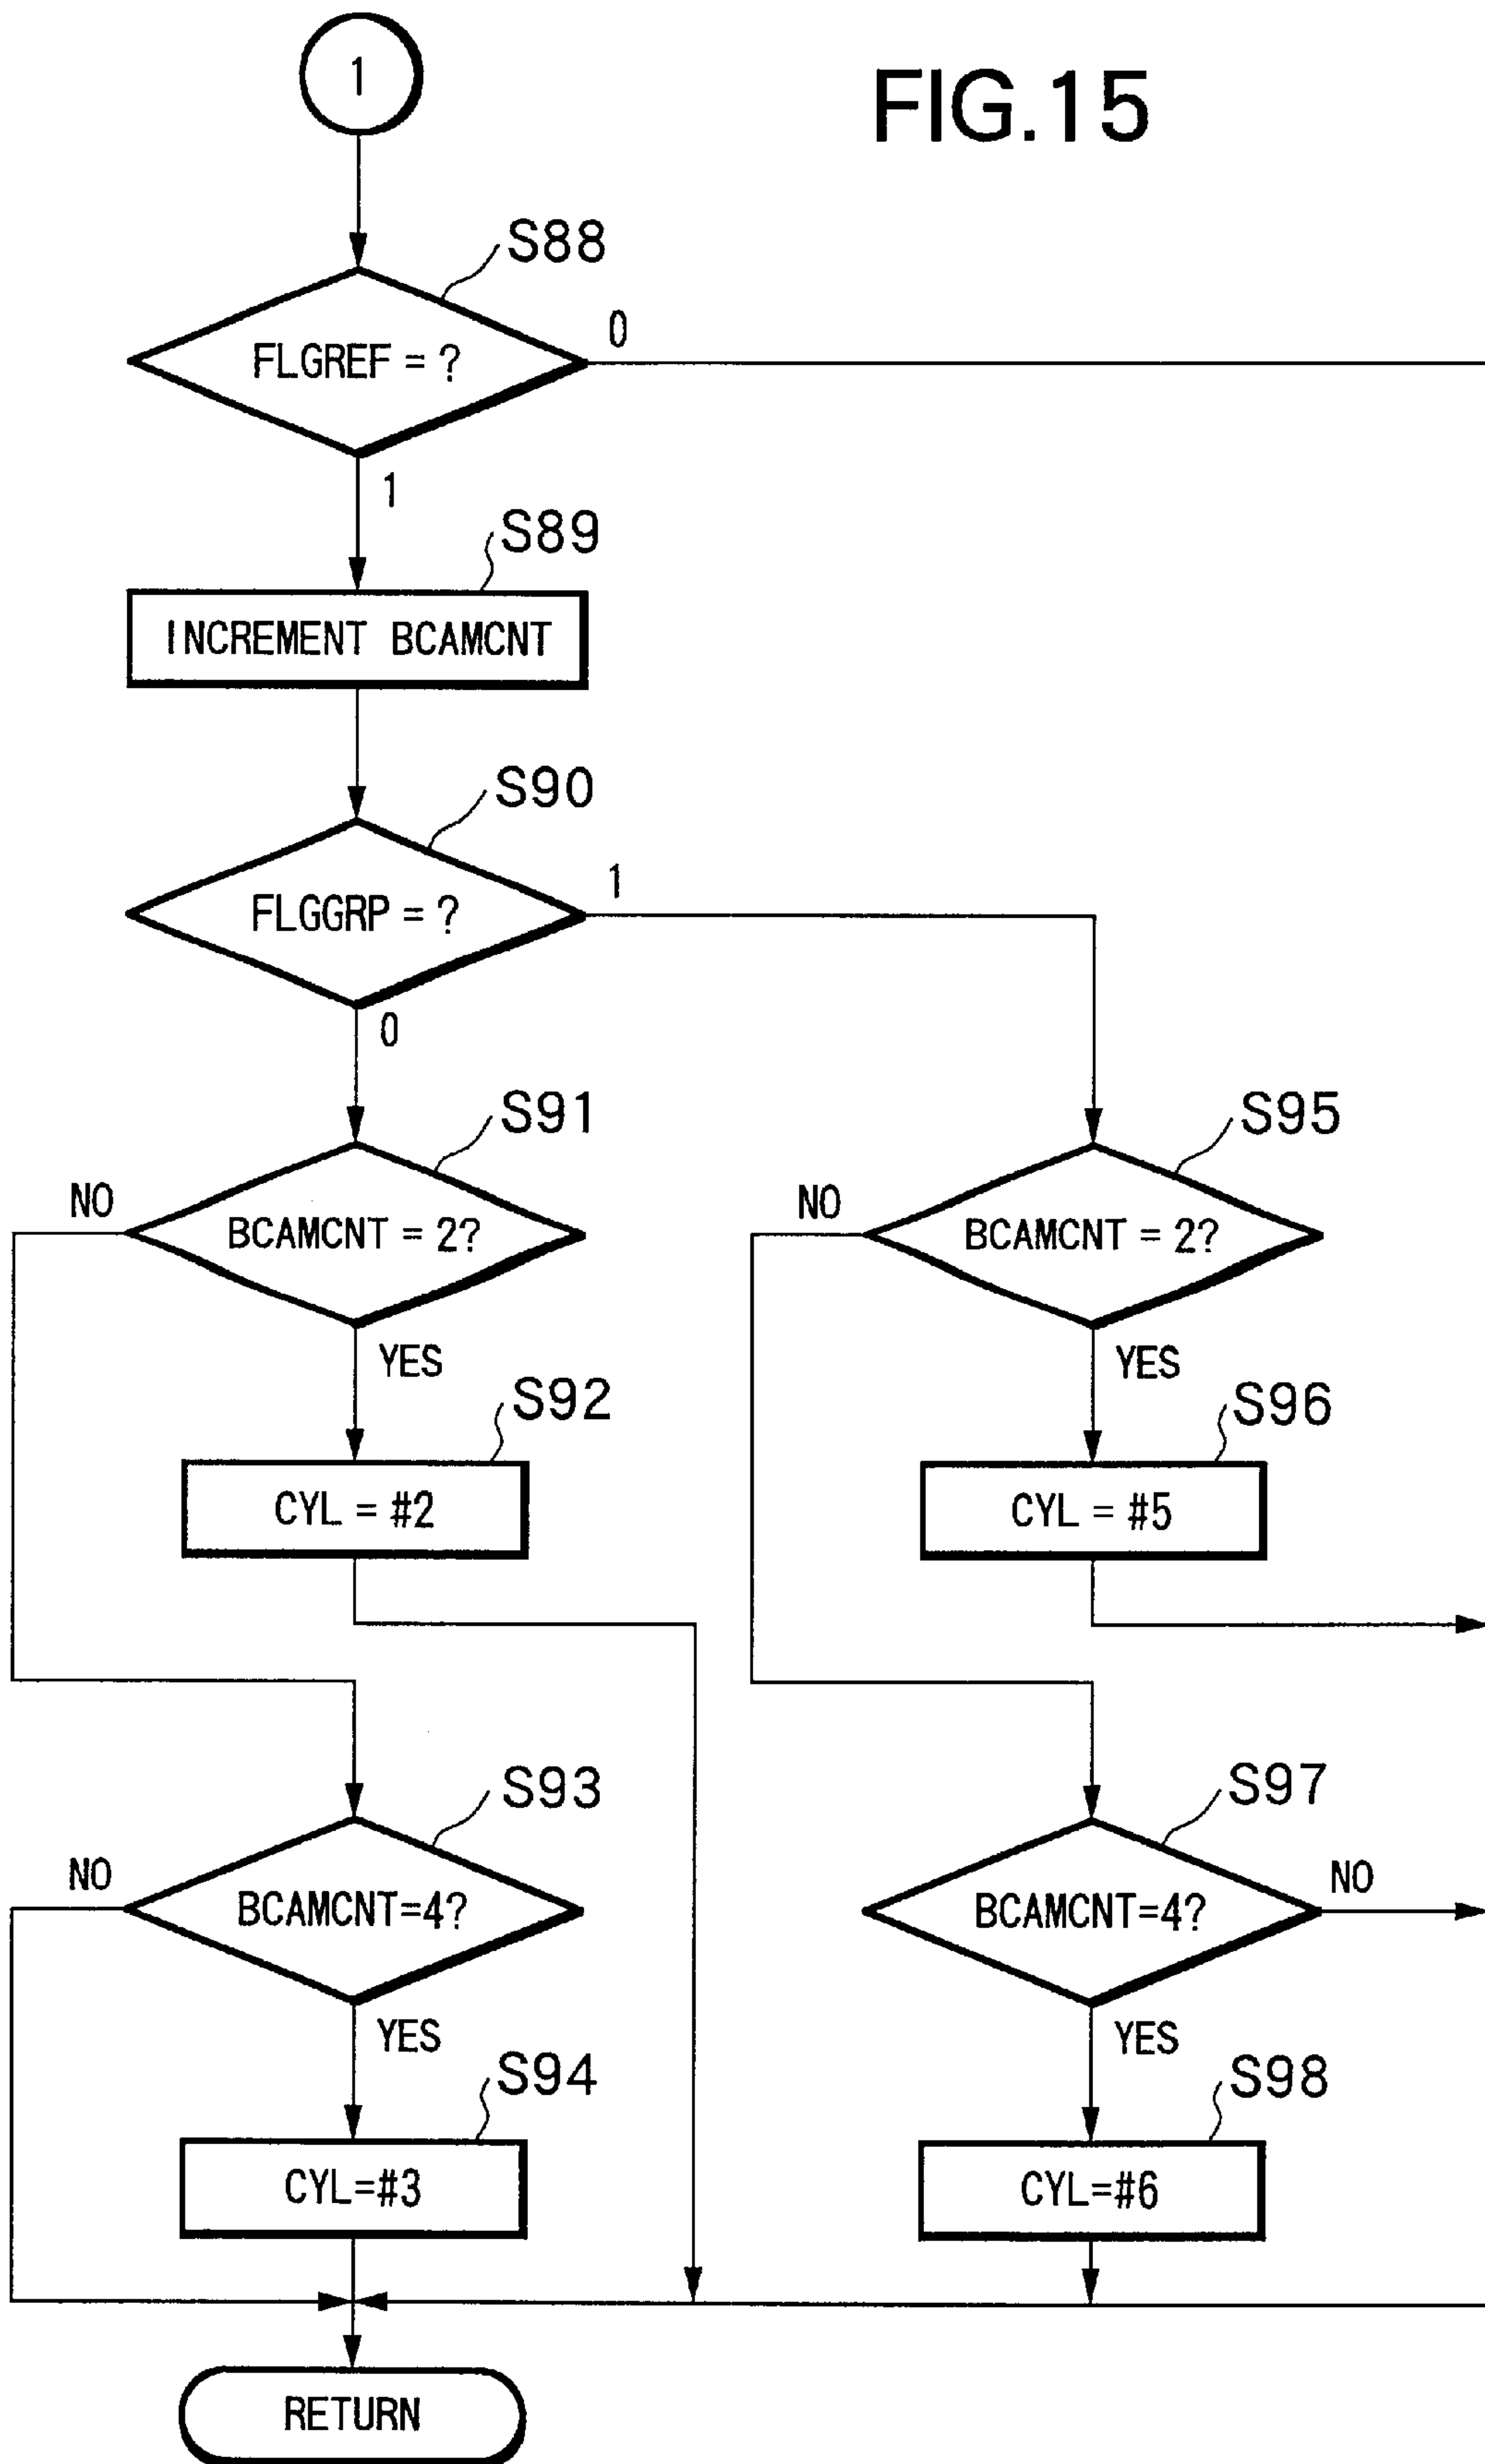 1
FIG.15
S88
FLGREF = ?
0
1
S89
INCREMENT BCAMCNT
S90
FLGGRP = ?
1
0
S91
S95
NO
BCAMCNT = 2?
NO
BCAMCNT = 2?
YES
YES
S92
S96
CYL = #2
CYL = #5
S93
S97
NO
BCAMCNT=4?
BCAMCNT=4?
NO
YES
YES
S94
S98
CYL=#3
CYL=#6
RETURN